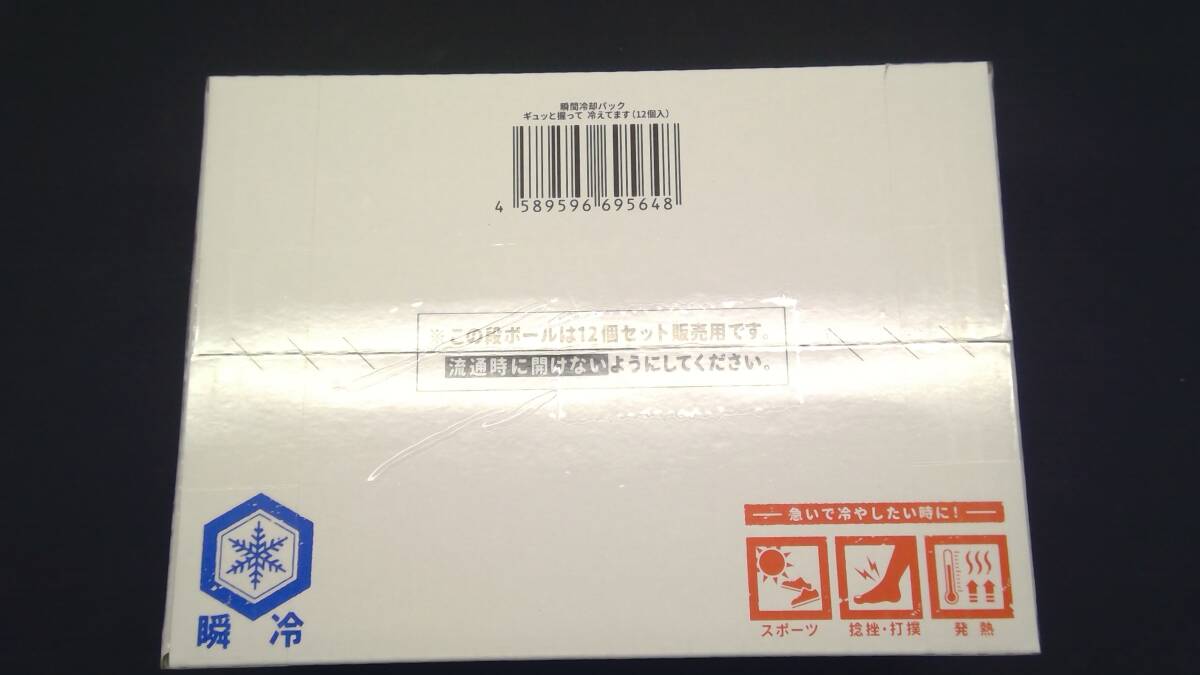 瞬間冷却パック
ギュッと握って 冷えてます(12個入)
4 589596 695648
※この段ボールは12個セット販売用です。
流通時に開けないようにしてください。
瞬 冷
急いで冷やしたい時に!
スポーツ
捻挫・打撲
発熱